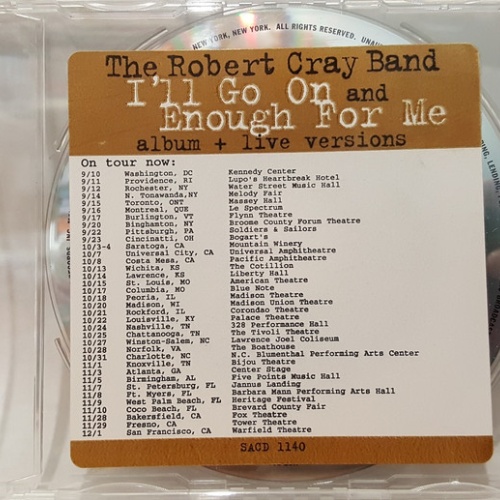 NEW YORK, NEW YORK. ALL RIGHTS RESERVED.
The Robert Cray Band
I'll Go On and
Enough For Me
album + live versions
On tour now:
9/10 Washington, DC Kennedy Center
9/11 Providence, RI Lupo's Heartbreak Hotel
9/12 Rochester, NY Water Street Music Hall
9/14 N. Tonawanda, NY Melody Fair
9/15 Toronto, ONT Massey Hall
9/16 Montreal, QUE Le Spectrum
9/17 Burlington, VT Flynn Theatre
9/20 Binghamton, NY Broome County Forum Theatre
9/22 Pittsburgh, PA Soldiers & Sailors
9/23 Cincinatti, OH Bogart's
10/3-4 Saratoga, CA Mountain Winery
10/7 Universal City, CA Universal Amphitheatre
10/8 Costa Mesa, CA Pacific Amphitheatre
10/13 Wichita, KS The Cotillion
10/14 Lawrence, KS Liberty Hall
10/15 St. Louis, MO American Theatre
10/17 Columbia, MO Blue Note
10/18 Peoria, IL Madison Theatre
10/20 Madison, WI Madison Union Theatre
10/21 Rockford, IL Corondao Theatre
10/22 Louisville, KY Palace Theatre
10/24 Nashville, TN 328 Performance Hall
10/25 Chattanooga, TN The Tivoli Theatre
10/27 Winston-Salem, NC Lawrence Joel Coliseum
10/28 Norfolk, VA The Boathouse
10/31 Charlotte, NC N.C. Blumenthal Performing Arts Center
11/1 Knoxville, TN Bijou Theatre
11/3 Atlanta, GA Center Stage
11/5 Birmingham, AL Five Points Music Hall
11/7 St. Petersburg, FL Jannus Landing
11/8 Ft. Myers, FL Barbara Mann Performing Arts Hall
11/9 West Palm Beach, FL Heritage Festival
11/10 Coco Beach, FL Brevard County Fair
11/28 Bakersfield, CA Fox Theatre
11/29 Fresno, CA Tower Theatre
12/1 San Francisco, CA Warfield Theatre
SACD 1140